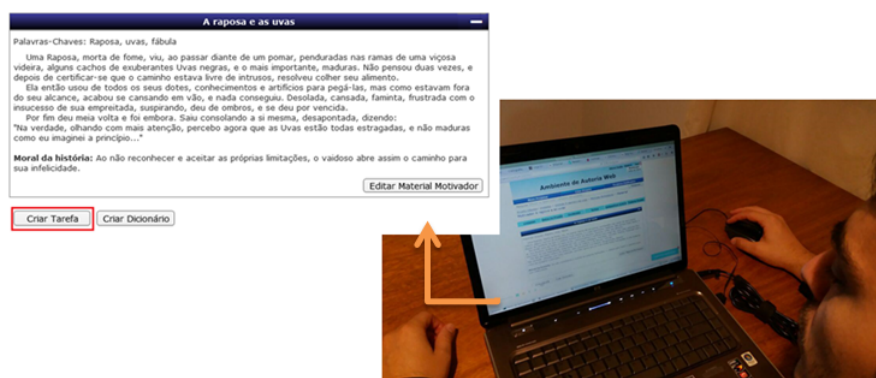 A raposa e as uvas
Palavras-Chaves: Raposa, uvas, fábula
Uma Raposa, morta de fome, viu, ao passar diante de um pomar, penduradas nas ramas de uma viçosa
videira, alguns cachos de exuberantes Uvas negras, e o mais importante, maduras. Não pensou duas vezes, e
depois de certificar-se que o caminho estava livre de intrusos, resolveu colher seu alimento.
Ela então usou de todos os seus dotes, conhecimentos e artifícios para pegá-las, mas como estavam fora
do seu alcance, acabou se cansando em vão, e nada conseguiu. Desolada, cansada, faminta, frustrada com o
insucesso de sua empreitada, suspirando, deu de ombros, e se deu por vencida.
Por fim deu meia volta e foi embora. Saiu consolando a si mesma, desapontada, dizendo:
"Na verdade, olhando com mais atenção, percebo agora que as Uvas estão todas estragadas, e não maduras
como eu imaginei a princípio..."
Moral da história: Ao não reconhecer e aceitar as próprias limitações, o vaidoso abre assim o caminho para
sua infelicidade.
Editar Material Motivador
Criar Tarefa
Criar Dicionário
Ambiente de Autoria Web